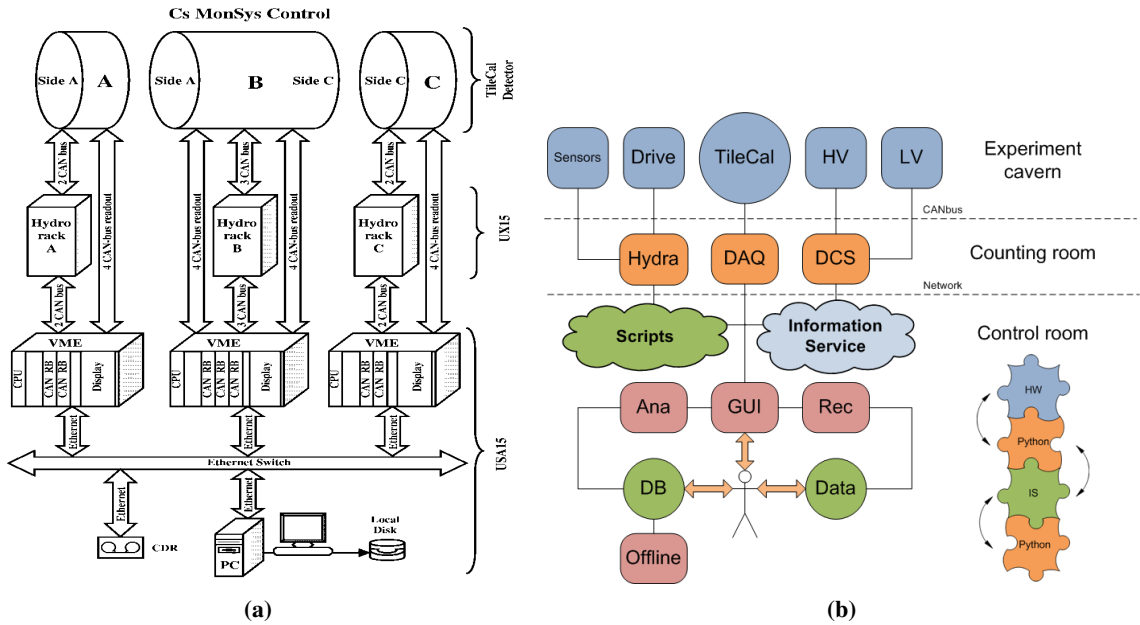 Cs MonSys Control
Side A
A
Side A
B
Side C
Side C
C
TileCal
Detector
2 CAN bus
4 CAN-bus readout
4 CAN-bus readout
3 CAN bus
4 CAN-bus readout
2 CAN bus
4 CAN-bus readout
Hydro
rack
A
Hydro
rack
B
Hydro
rack
C
UX15
2 CAN bus
3 CAN bus
2 CAN bus
VME
CPU
CAN RB
CAN RB
Display
VME
CPU
CAN RB
CAN RB
CAN RB
Display
VME
CPU
CAN RB
CAN RB
Display
Ethernet
Ethernet
Ethernet
Ethernet Switch
USA15
Ethernet
Ethernet
CDR
PC
Local
Disk
(a)
Sensors
Drive
TileCal
HV
LV
Experiment
cavern
CANbus
Hydra
DAQ
DCS
Counting room
Network
Scripts
Information
Service
Control room
Ana
GUI
Rec
DB
Data
Offline
HW
Python
IS
Python
(b)